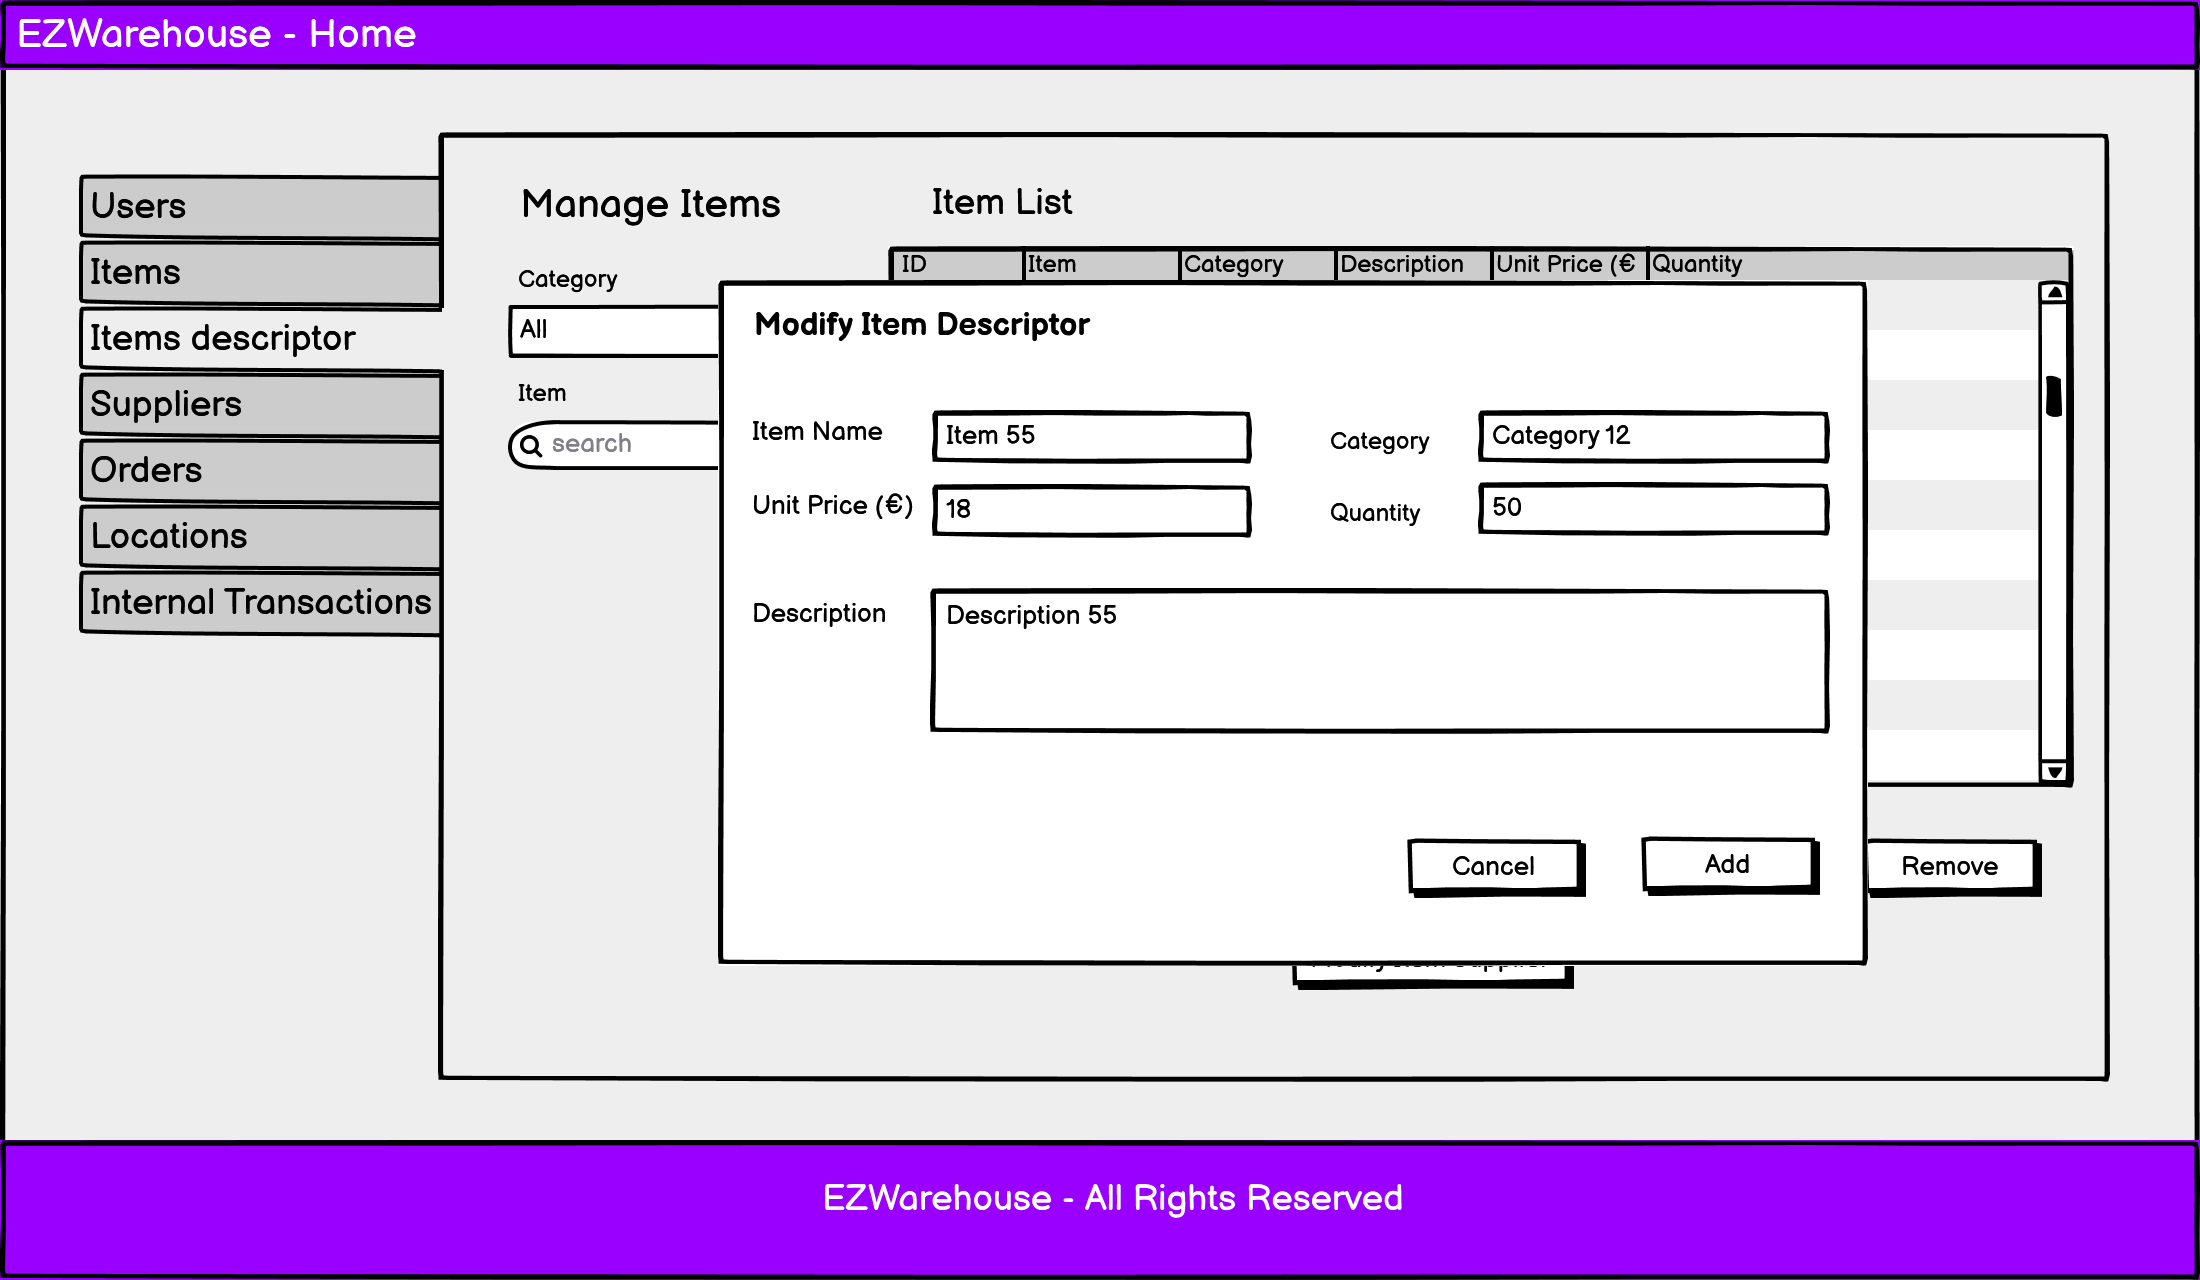 EZWarehouse - Home
Users
Items
Items descriptor
Suppliers
Orders
Locations
Internal Transactions
Manage Items
Item List
ID Item Category Description Unit Price (€ Quantity
Category
All
Item
search
Modify Item Descriptor
Item Name Item 55 Category Category 12
Unit Price (€) 18 Quantity 50
Description Description 55
Cancel Add Remove
EZWarehouse - All Rights Reserved